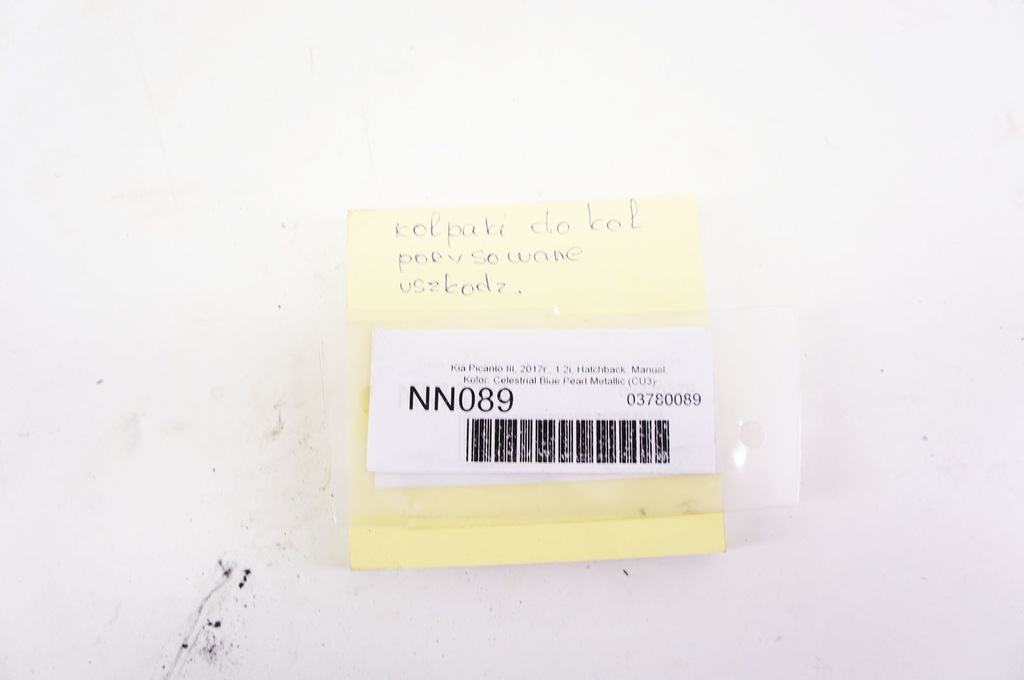 kołpaki do kół
porysowane
uszkodz.
Kia Picanto III, 2017r., 1.2i, Hatchback, Manual,
Kolor: Celestrial Blue Pearl Metallic (CU3)
NN089 03780089